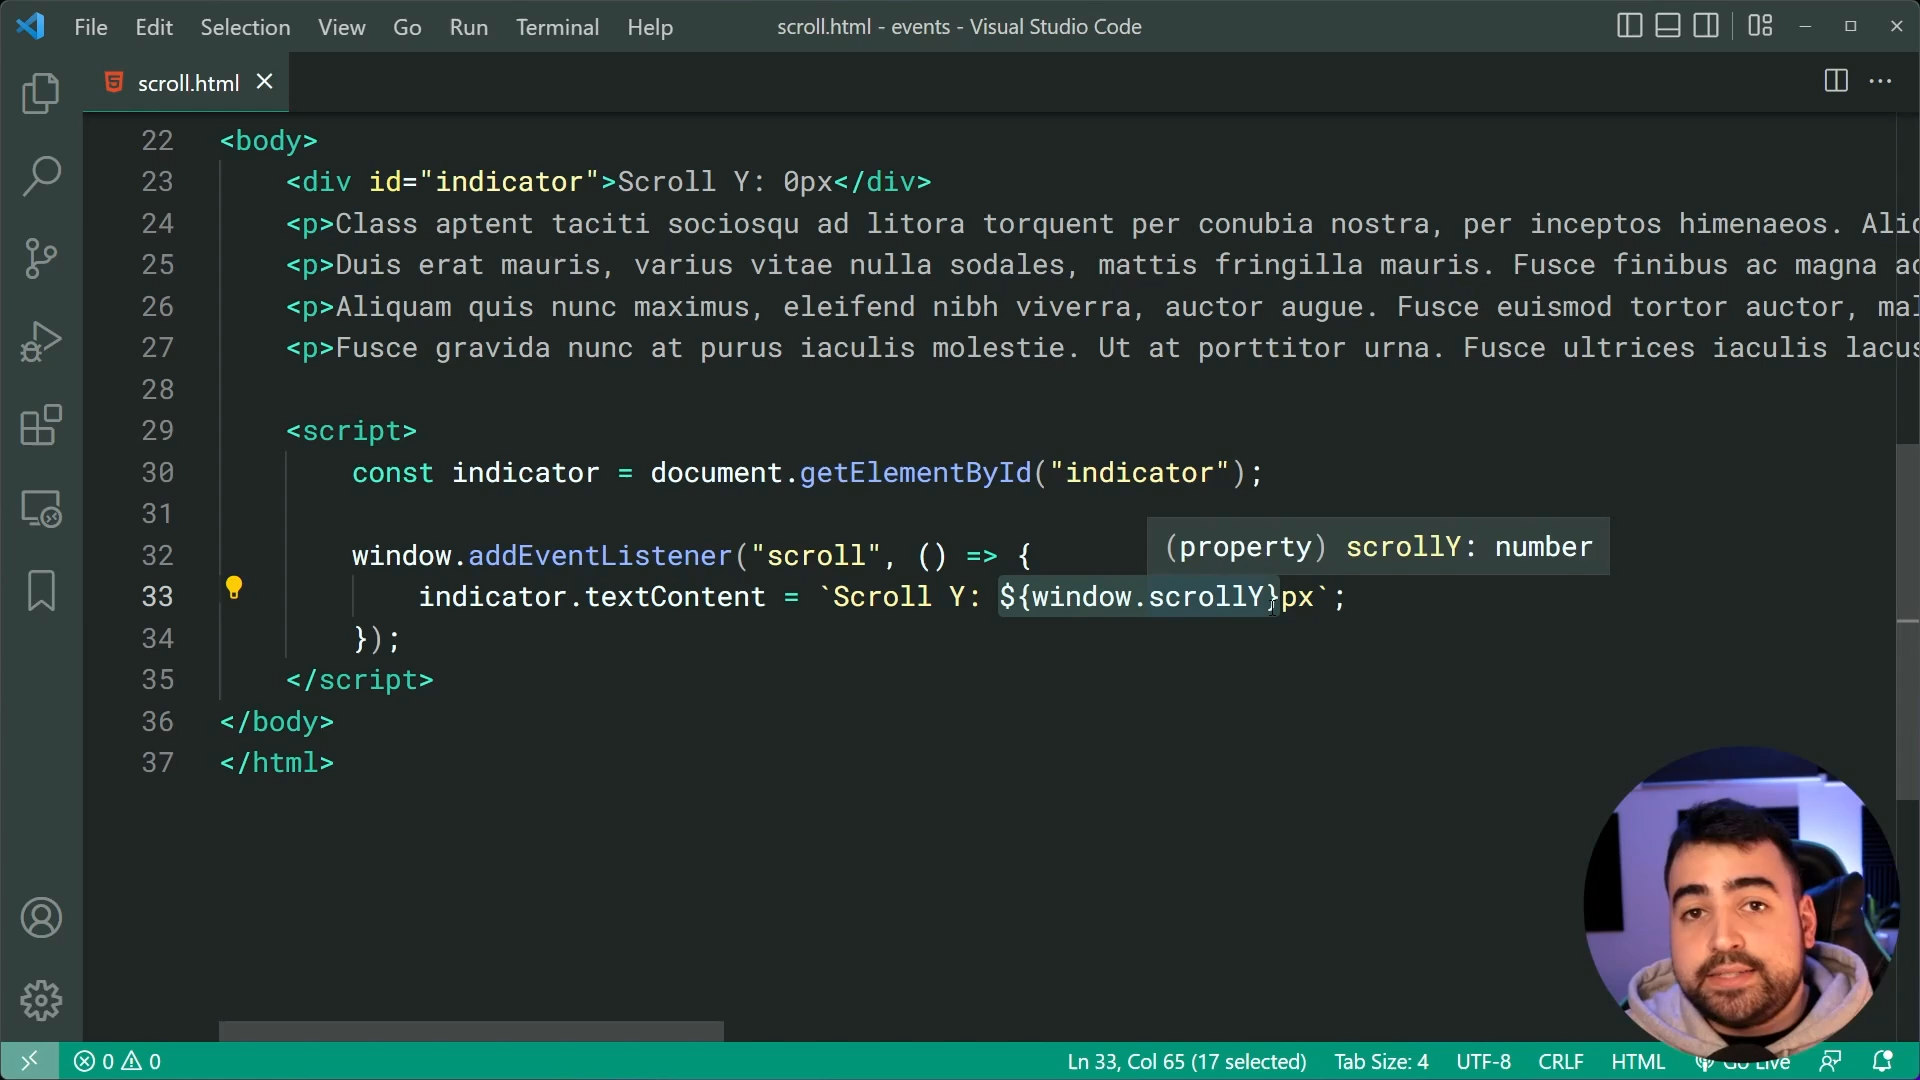 File Edit Selection View Go Run Terminal Help scroll.html - events - Visual Studio Code
scroll.html
22 <body>
23 <div id="indicator">Scroll Y: 0px</div>
24 <p>Class aptent taciti sociosqu ad litora torquent per conubia nostra, per inceptos himenaeos.
25 <p>Duis erat mauris, varius vitae nulla sodales, mattis fringilla mauris. Fusce finibus ac magna
26 <p>Aliquam quis nunc maximus, eleifend nibh viverra, auctor augue. Fusce euismod tortor auctor,
27 <p>Fusce gravida nunc at purus iaculis molestie. Ut at porttitor urna. Fusce ultrices iaculis lacus
28
29 <script>
30 const indicator = document.getElementById("indicator");
31
(property) scrollY: number
32 window.addEventListener("scroll", () => {
33 indicator.textContent = `Scroll Y: ${window.scrollY}px`;
34 });
35 </script>
36 </body>
37 </html>
0 0 Ln 33, Col 65 (17 selected) Tab Size: 4 UTF-8 CRLF HTML Go Live